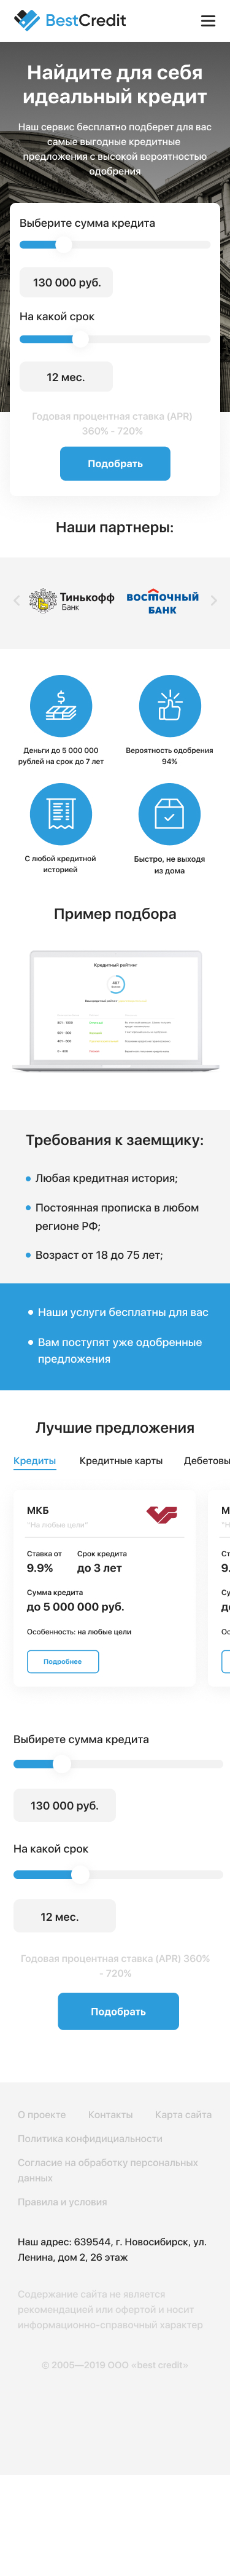 BestCredit
Найдите для себя
идеальный кредит
Наш сервис бесплатно подберет для вас
самые выгодные кредитные
предложения с высокой вероятностью
одобрения
Выберите сумма кредита
130 000 руб.
На какой срок
12 мес.
Годовая процентная ставка (APR)
360% - 720%
Подобрать
Наши партнеры:
Тинькофф
Банк
ВОСТОЧНЫЙ
БАНК
Деньги до 5 000 000
рублей на срок до 7 лет
Вероятность одобрения
94%
С любой кредитной
историей
Быстро, не выходя
из дома
Пример подбора
Кредитный рейтинг
Требования к заемщику:
Любая кредитная история;
Постоянная прописка в любом
регионе РФ;
Возраст от 18 до 75 лет;
Наши услуги бесплатны для вас
Вам поступят уже одобренные
предложения
Лучшие предложения
Кредиты Кредитные карты Дебетовы
МКБ
"На любые цели"
Ставка от Срок кредита
9.9% до 3 лет
Сумма кредита
до 5 000 000 руб.
Особенность: на любые цели
Подробнее
Выбирете сумма кредита
130 000 руб.
На какой срок
12 мес.
Годовая процентная ставка (APR) 360%
- 720%
Подобрать
О проекте Контакты Карта сайта
Политика конфидициальности
Согласие на обработку персональных
данных
Правила и условия
Наш адрес: 639544, г. Новосибирск, ул.
Ленина, дом 2, 26 этаж
Содержание сайта не является
рекомендацией или офертой и носит
информационно-справочный характер
© 2005—2019 ООО «best credit»